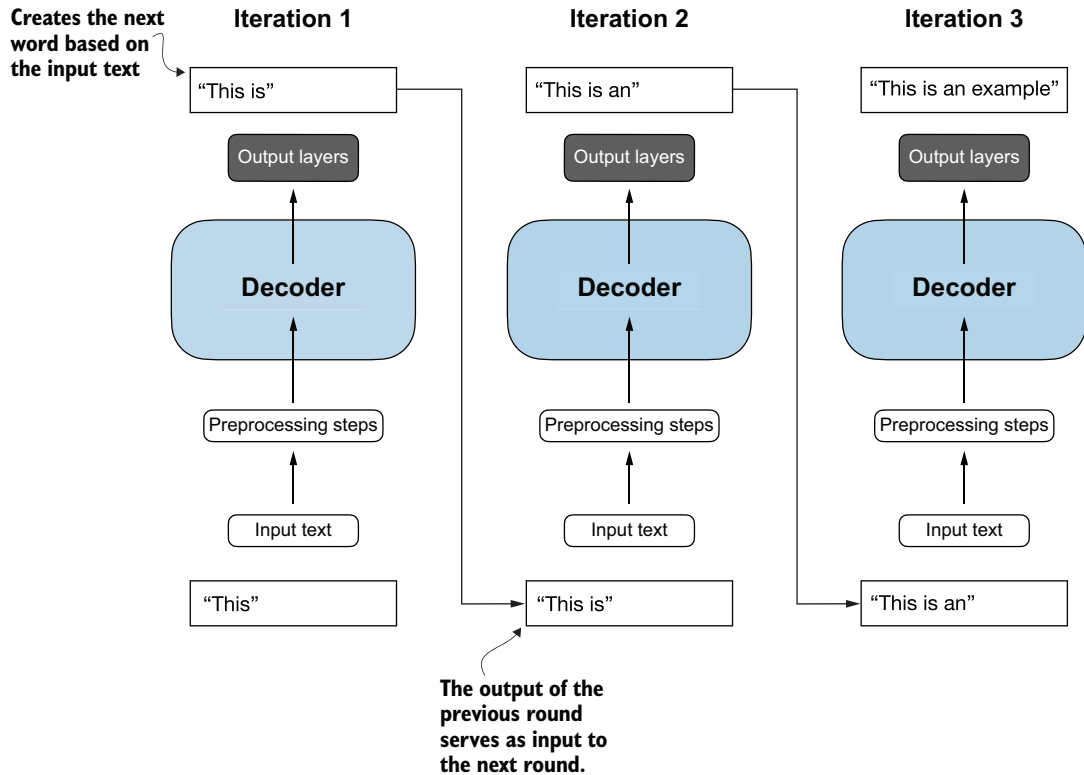 Creates the next
word based on
the input text
Iteration 1
Iteration 2
Iteration 3
“This is”
“This is an”
“This is an example”
Output layers
Output layers
Output layers
Decoder
Decoder
Decoder
Preprocessing steps
Preprocessing steps
Preprocessing steps
Input text
Input text
Input text
“This”
“This is”
“This is an”
The output of the
previous round
serves as input to
the next round.